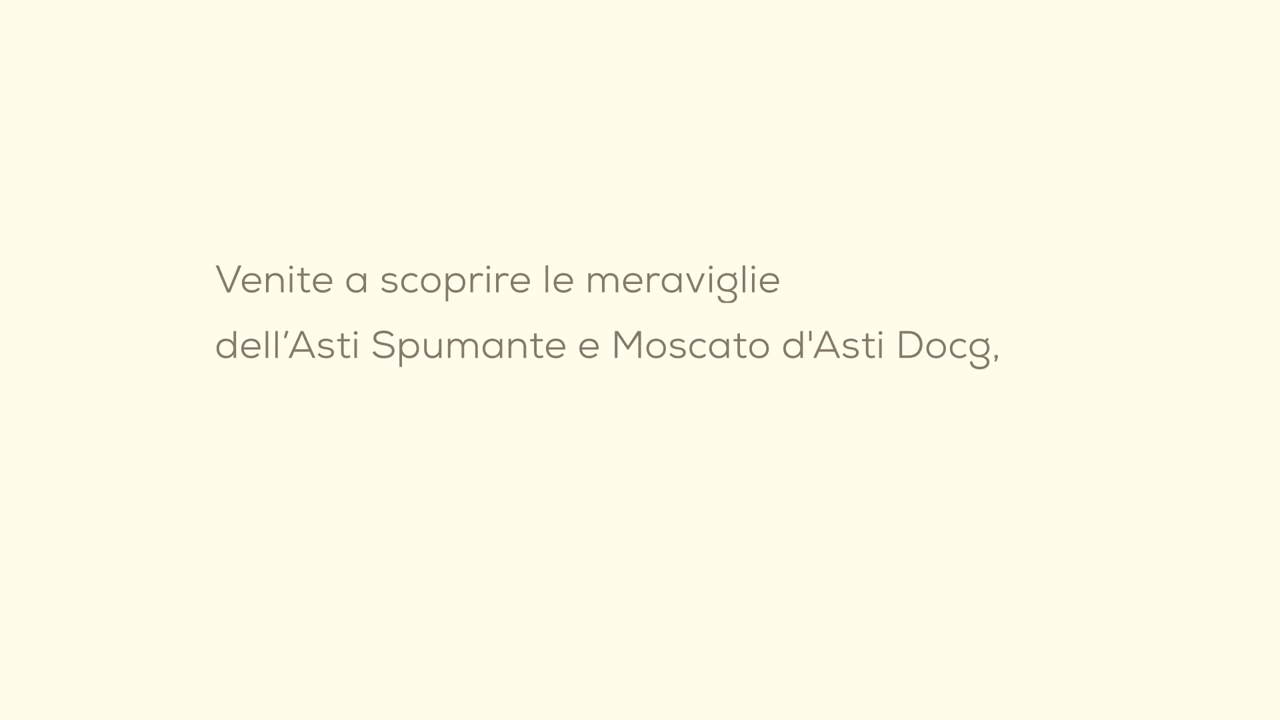 Venite a scoprire le meraviglie
dell’Asti Spumante e Moscato d'Asti Docg,